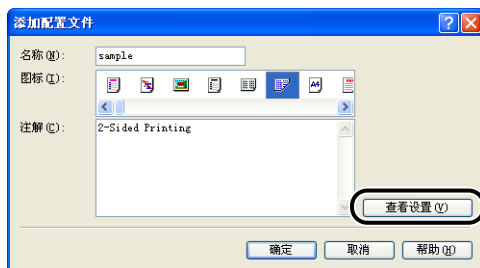 添加配置文件
名称(N):
sample
图标(I):
A4
注解(C):
2-Sided Printing
查看设置(V)
确定
取消
帮助(H)